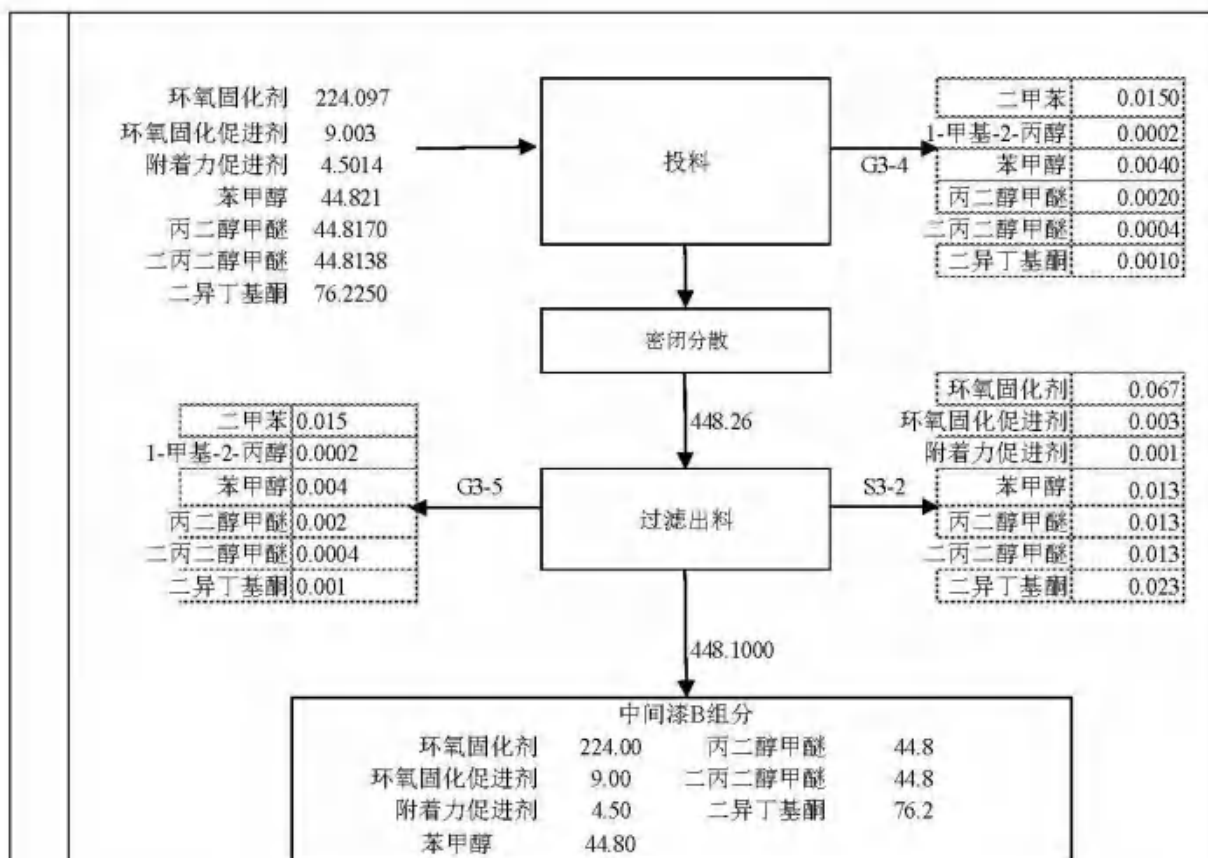 环氧固化剂 224.097
环氧固化促进剂 9.003
附着力促进剂 4.5014
苯甲醇 44.821
丙二醇甲醚 44.8170
二丙二醇甲醚 44.8138
二异丁基酮 76.2250
投料
G3-4
二甲苯 0.0150
1-甲基-2-丙醇 0.0002
苯甲醇 0.0040
丙二醇甲醚 0.0020
二丙二醇甲醚 0.0004
二异丁基酮 0.0010
密闭分散
448.26
二甲苯 0.015
1-甲基-2-丙醇 0.0002
苯甲醇 0.004
丙二醇甲醚 0.002
二丙二醇甲醚 0.0004
二异丁基酮 0.001
G3-5
过滤出料
S3-2
环氧固化剂 0.067
环氧固化促进剂 0.003
附着力促进剂 0.001
苯甲醇 0.013
丙二醇甲醚 0.013
二丙二醇甲醚 0.013
二异丁基酮 0.023
448.1000
中间漆B组分
环氧固化剂 224.00 丙二醇甲醚 44.8
环氧固化促进剂 9.00 二丙二醇甲醚 44.8
附着力促进剂 4.50 二异丁基酮 76.2
苯甲醇 44.80